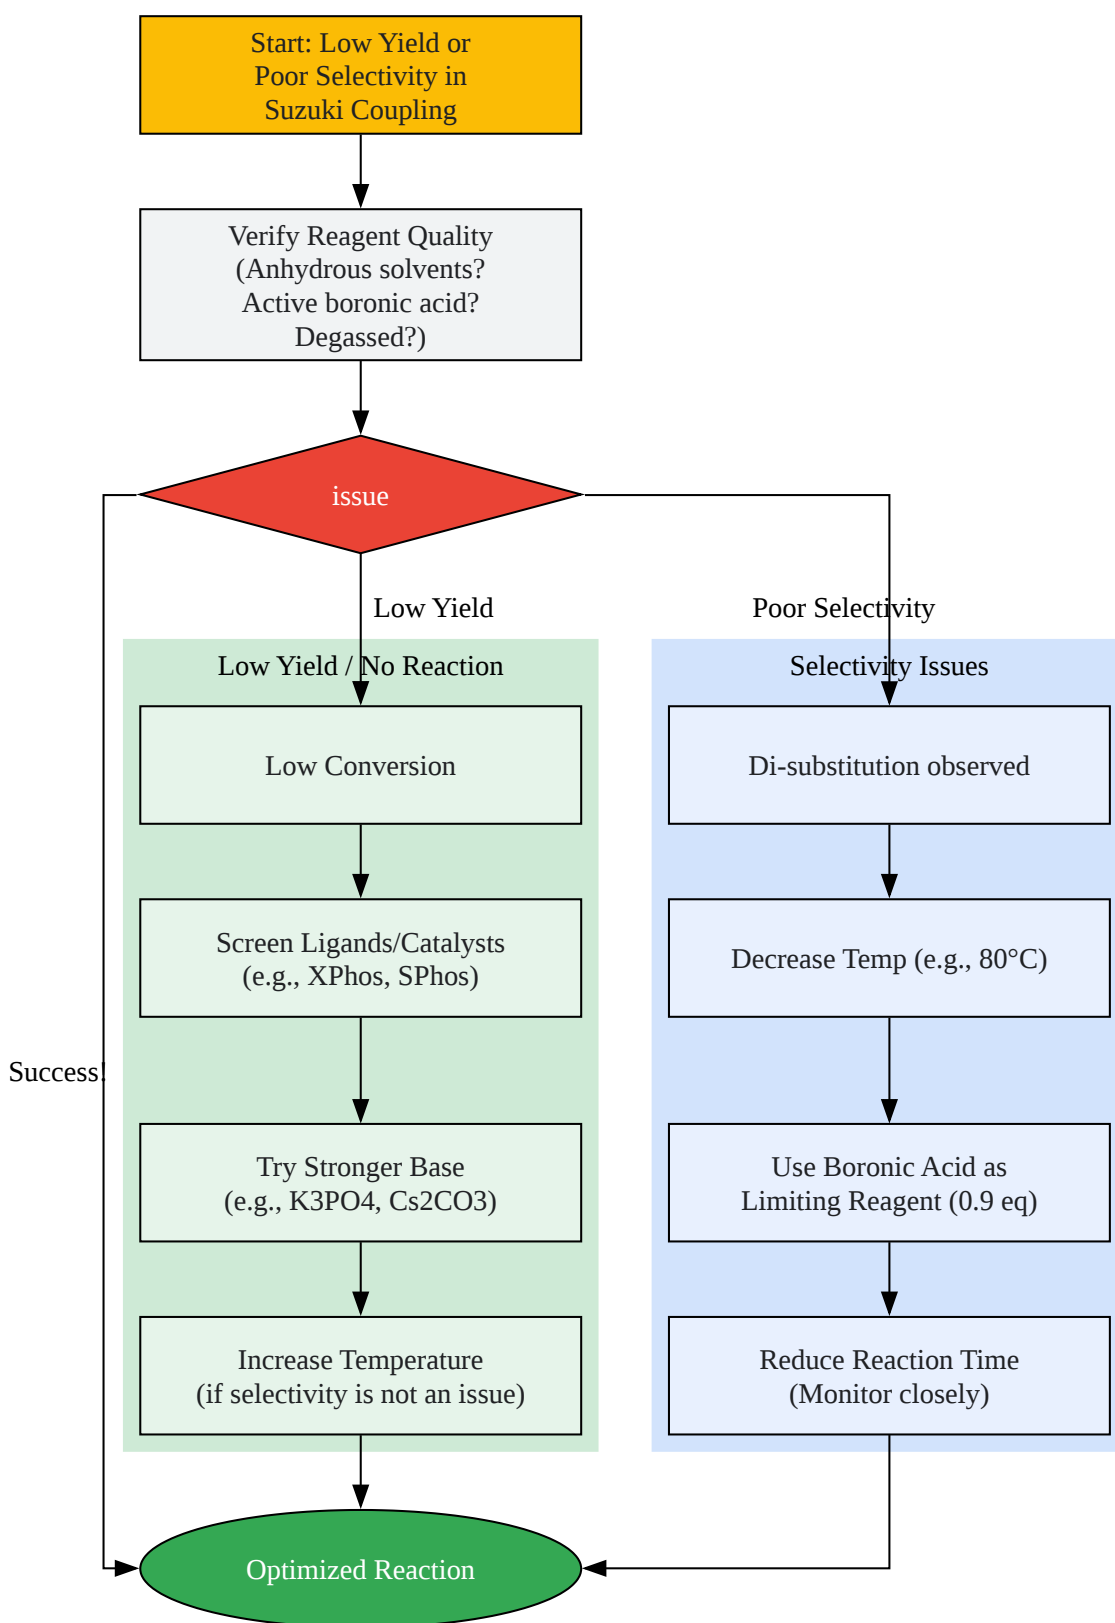 Start: Low Yield or
Poor Selectivity in
Suzuki Coupling
Verify Reagent Quality
(Anhydrous solvents?
Active boronic acid?
Degassed?)
issue
Low Yield
Poor Selectivity
Low Yield / No Reaction
Low Conversion
Screen Ligands/Catalysts
(e.g., XPhos, SPhos)
Try Stronger Base
(e.g., K3PO4, Cs2CO3)
Increase Temperature
(if selectivity is not an issue)
Selectivity Issues
Di-substitution observed
Decrease Temp (e.g., 80°C)
Use Boronic Acid as
Limiting Reagent (0.9 eq)
Reduce Reaction Time
(Monitor closely)
Success!
Optimized Reaction